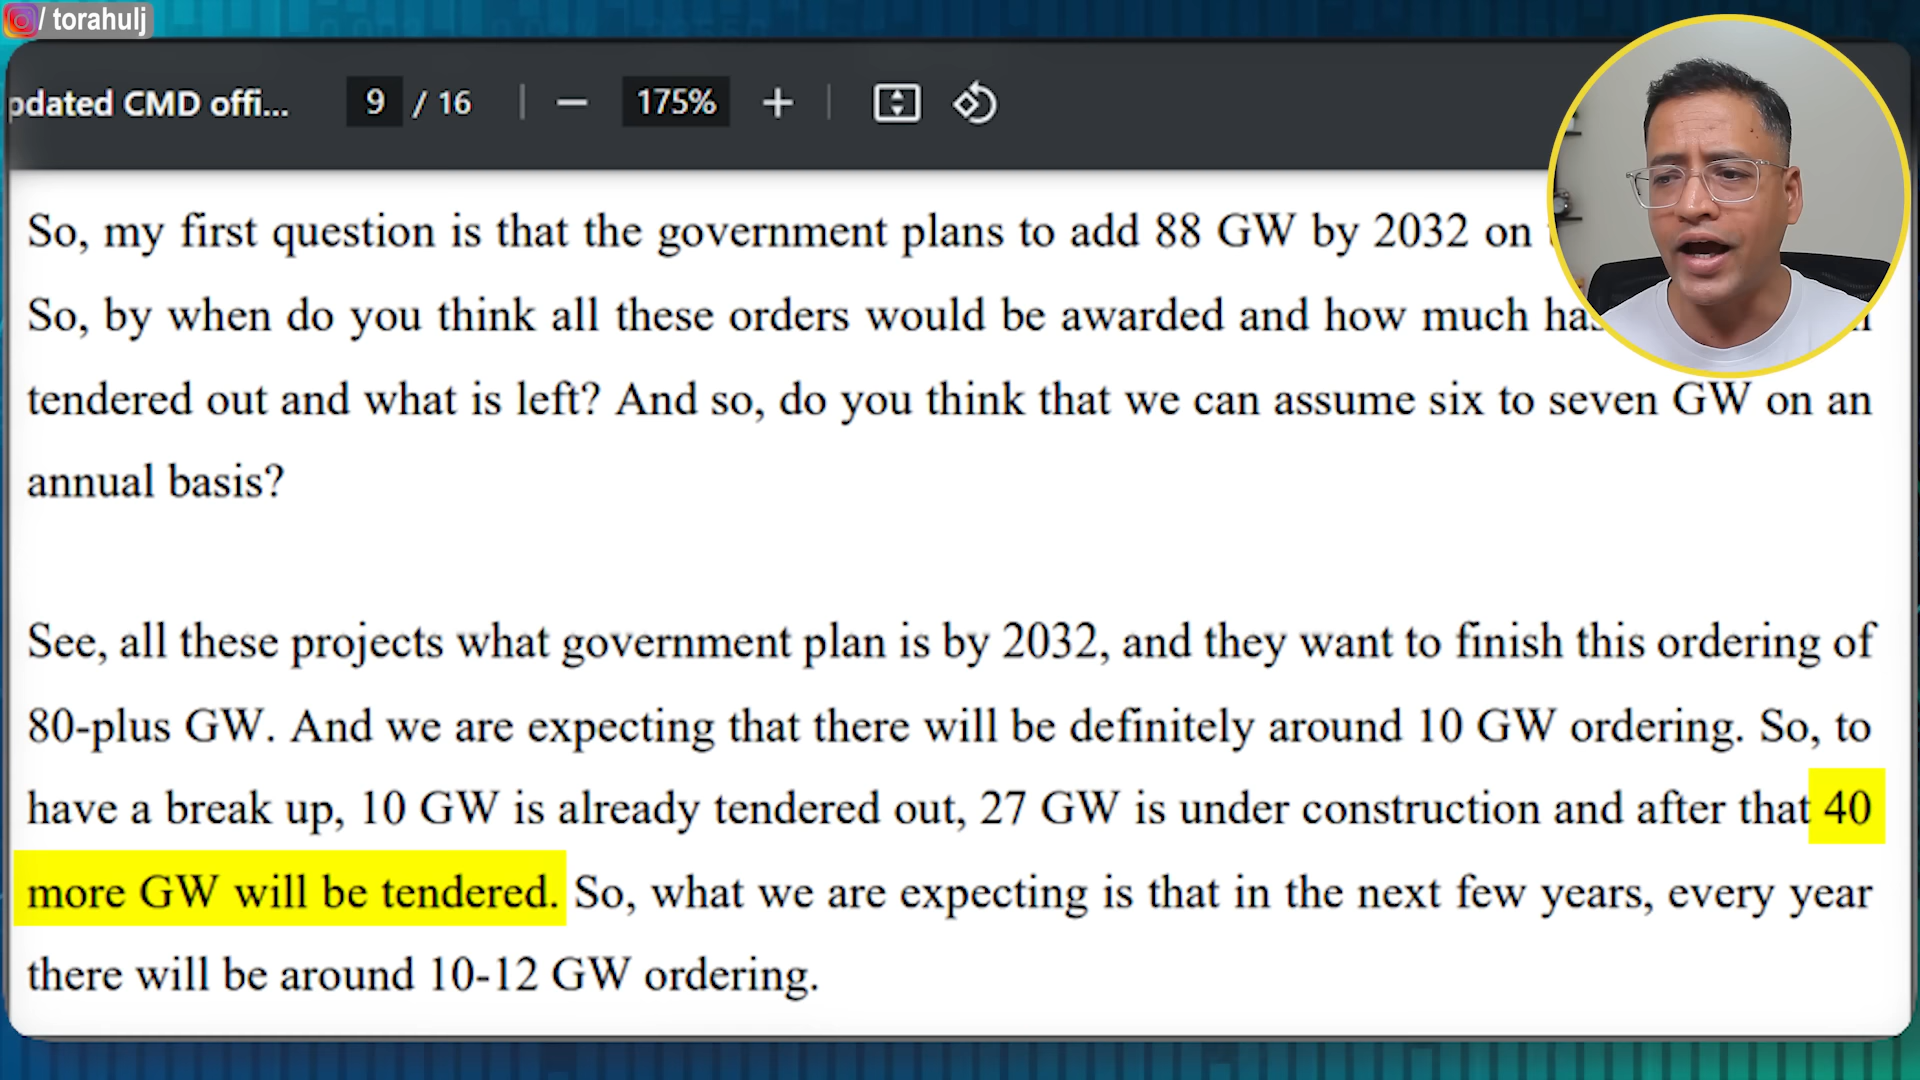 / torahulj
pdated CMD offi... 9 / 16 175%
So, my first question is that the government plans to add 88 GW by 2032 on
So, by when do you think all these orders would be awarded and how much has
tendered out and what is left? And so, do you think that we can assume six to seven GW on an
annual basis?
See, all these projects what government plan is by 2032, and they want to finish this ordering of
80-plus GW. And we are expecting that there will be definitely around 10 GW ordering. So, to
have a break up, 10 GW is already tendered out, 27 GW is under construction and after that 40
more GW will be tendered. So, what we are expecting is that in the next few years, every year
there will be around 10-12 GW ordering.